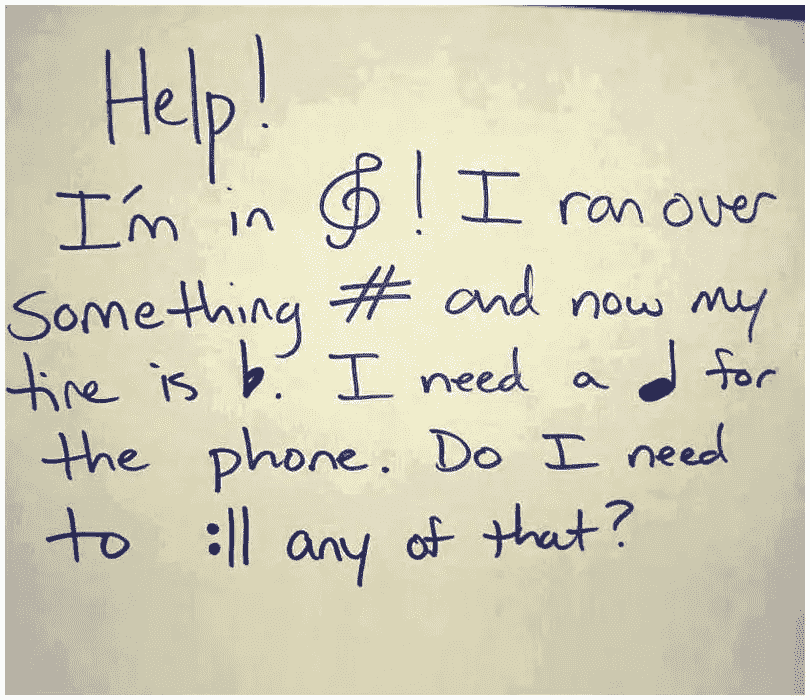 Help!
I'm in 𝄞! I ran over
something # and now my
tire is ♭. I need a ♩ for
the phone. Do I need
to 𝄇 any of that?